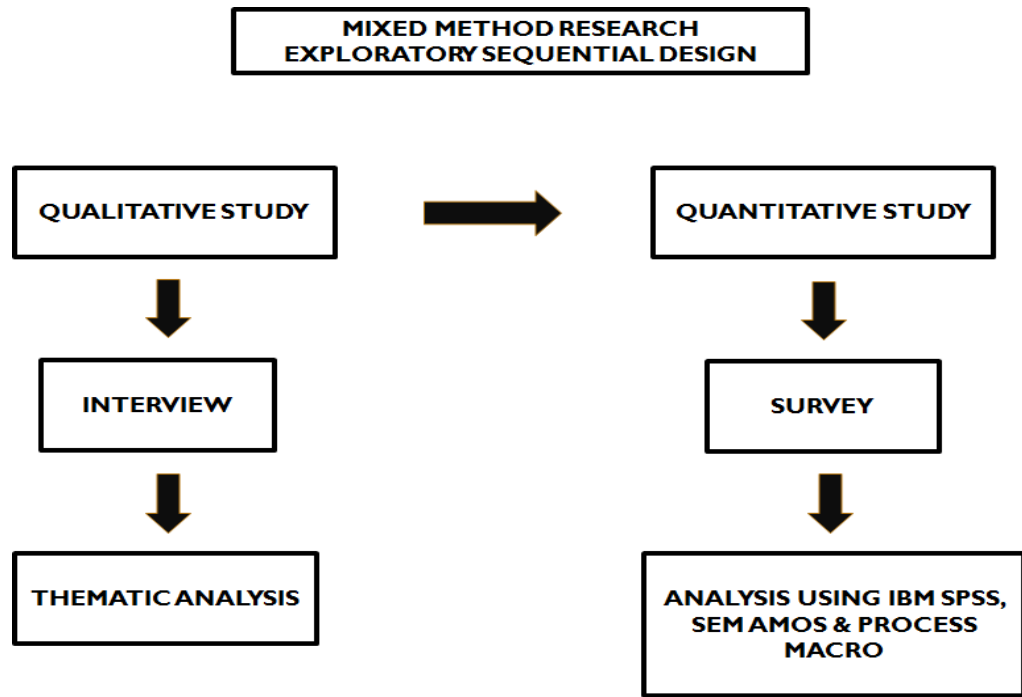 MIXED METHOD RESEARCH
EXPLORATORY SEQUENTIAL DESIGN
QUALITATIVE STUDY
QUANTITATIVE STUDY
INTERVIEW
SURVEY
THEMATIC ANALYSIS
ANALYSIS USING IBM SPSS,
SEM AMOS & PROCESS
MACRO